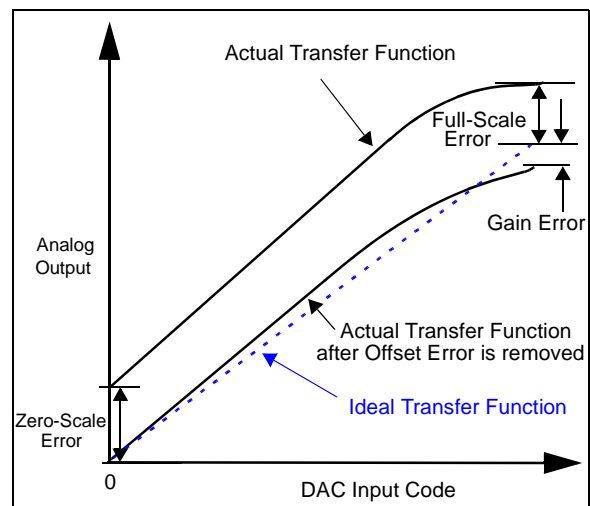 Actual Transfer Function
Full-Scale
Error
Gain Error
Analog
Output
Actual Transfer Function
after Offset Error is removed
Ideal Transfer Function
Zero-Scale
Error
0
DAC Input Code